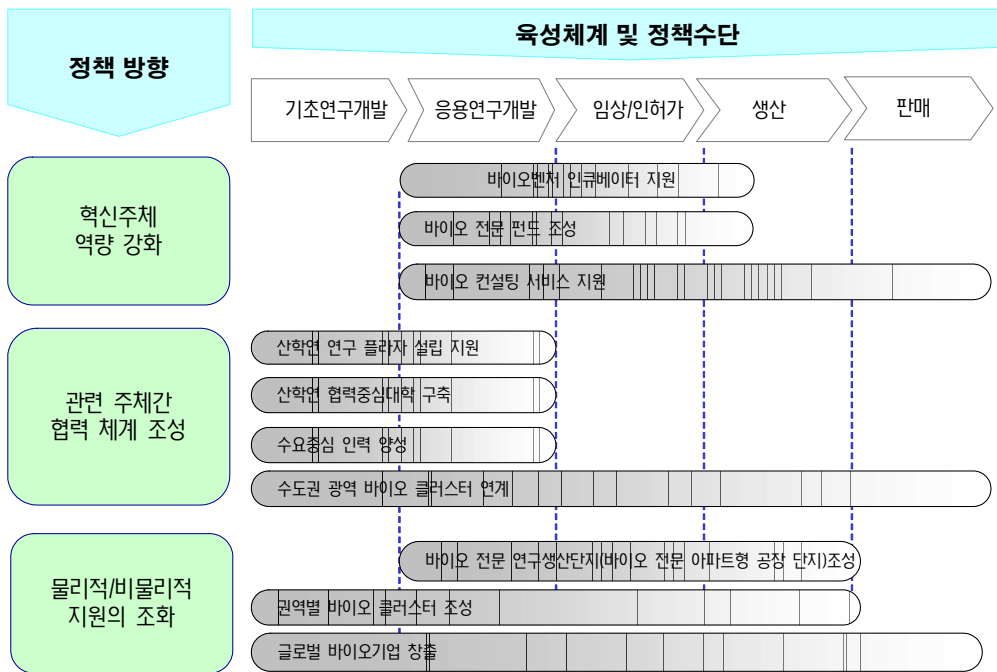 정책 방향
육성체계 및 정책수단
기초연구개발
응용연구개발
임상/인허가
생산
판매
혁신주체
역량 강화
바이오벤처 인큐베이터 지원
바이오 전문 펀드 조성
바이오 컨설팅 서비스 지원
관련 주체간
협력 체계 조성
산학연 연구 플라자 설립 지원
산학연 협력중심대학 구축
수요중심 인력 양성
수도권 광역 바이오 클러스터 연계
물리적/비물리적
지원의 조화
바이오 전문 연구생산단지(바이오 전문 아파트형 공장 단지)조성
권역별 바이오 클러스터 조성
글로벌 바이오기업 창출